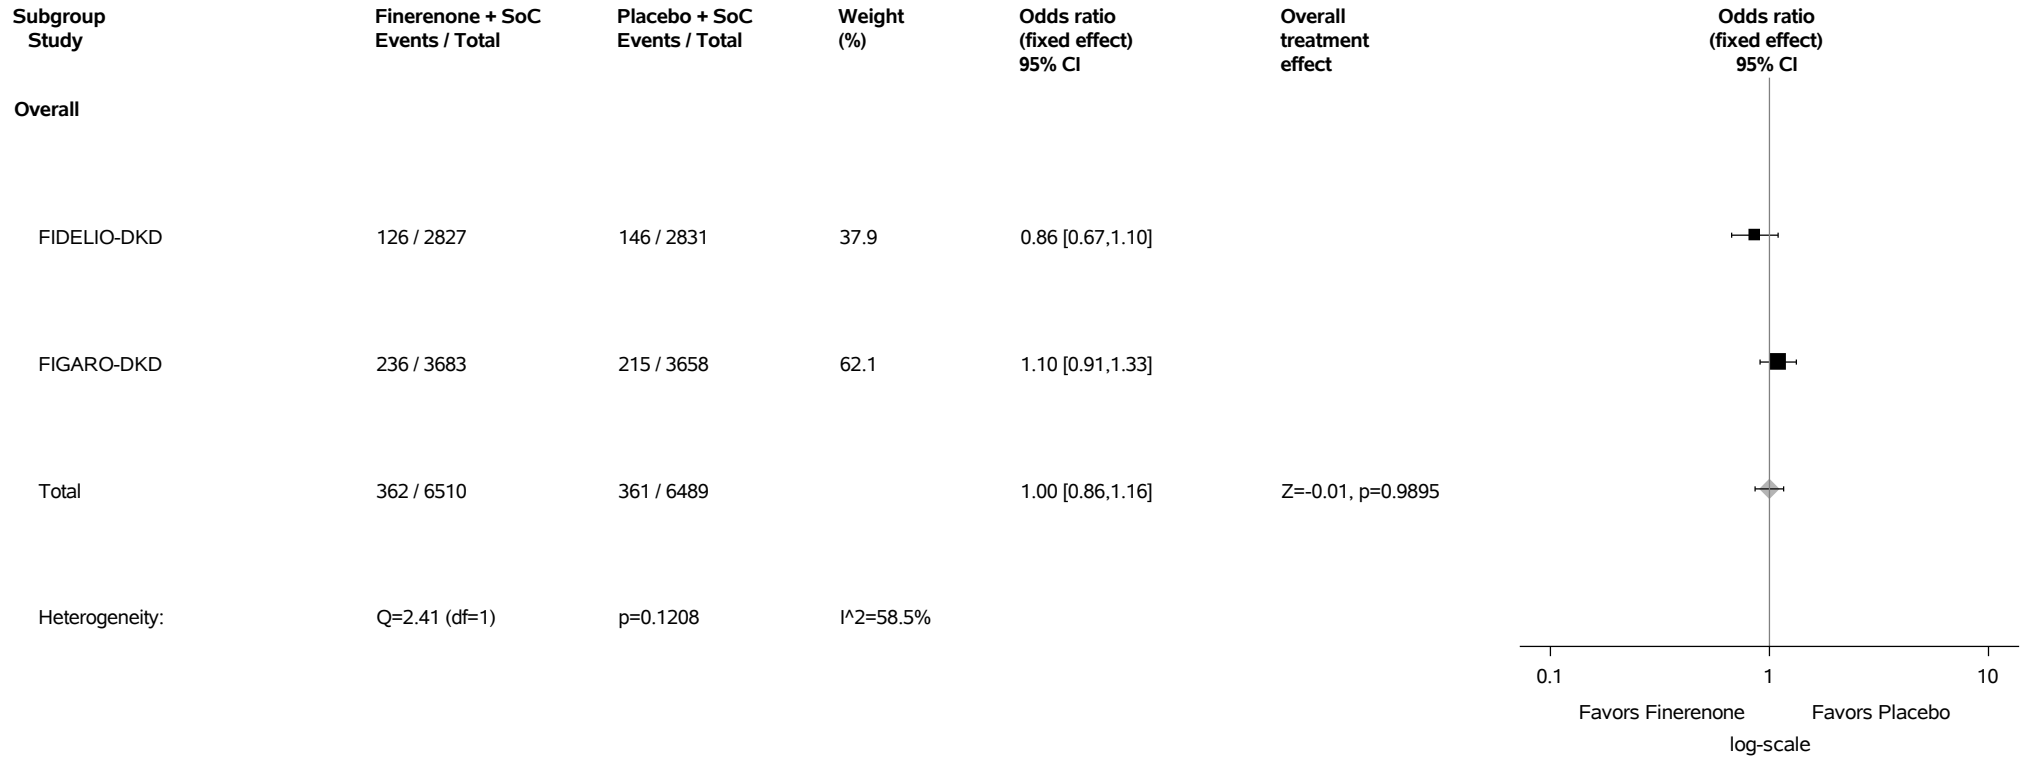 Subgroup Finerenone + SoC Placebo + SoC Weight Odds ratio Overall Odds ratio
Study Events / Total Events / Total (%) (fixed effect) treatment (fixed effect)
95% CI effect 95% CI
Overall
FIDELIO-DKD 126 / 2827 146 / 2831 37.9 0.86 [0.67,1.10]
FIGARO-DKD 236 / 3683 215 / 3658 62.1 1.10 [0.91,1.33]
Total 362 / 6510 361 / 6489 1.00 [0.86,1.16] Z=-0.01, p=0.9895
Heterogeneity: Q=2.41 (df=1) p=0.1208 I^2=58.5%
0.1 1 10
Favors Finerenone Favors Placebo
log-scale